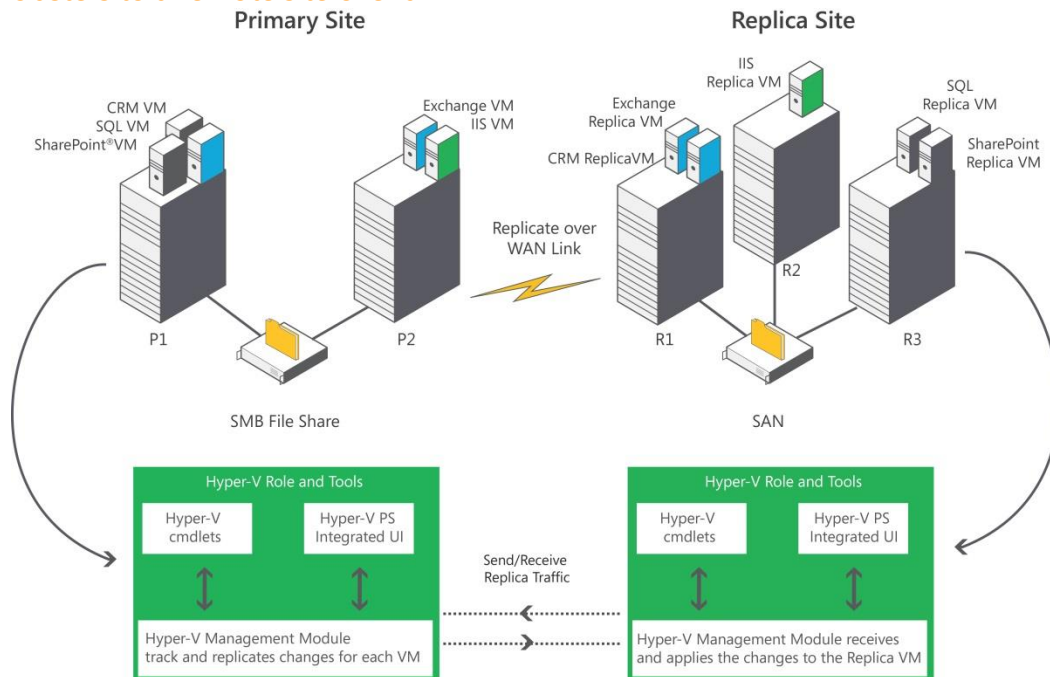 Primary Site
Replica Site
CRM VM
SQL VM
SharePoint®VM
Exchange VM
IIS VM
IIS
Replica VM
Exchange
Replica VM
CRM ReplicaVM
SQL
Replica VM
SharePoint
Replica VM
Replicate over
WAN Link
P1
P2
R1
R2
R3
SMB File Share
SAN
Hyper-V Role and Tools
Hyper-V
cmdlets
Hyper-V PS
Integrated UI
Hyper-V Management Module
track and replicates changes for each VM
Send/Receive
Replica Traffic
Hyper-V Role and Tools
Hyper-V
cmdlets
Hyper-V PS
Integrated UI
Hyper-V Management Module receives
and applies the changes to the Replica VM